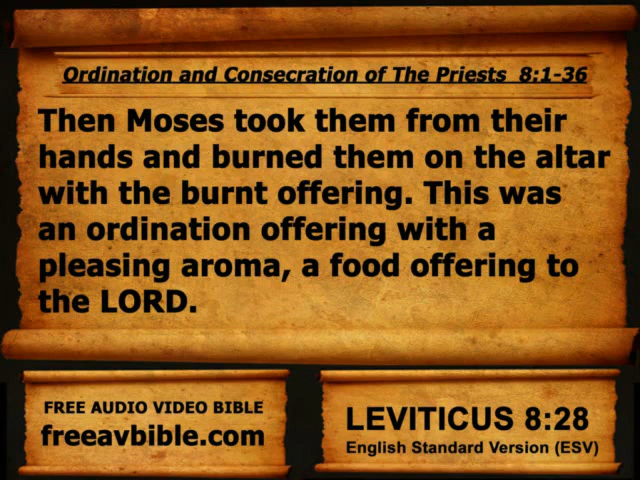 Ordination and Consecration of The Priests 8:1-36
Then Moses took them from their
hands and burned them on the altar
with the burnt offering. This was
an ordination offering with a
pleasing aroma, a food offering to
the LORD.
FREE AUDIO VIDEO BIBLE
freeavbible.com
LEVITICUS 8:28
English Standard Version (ESV)